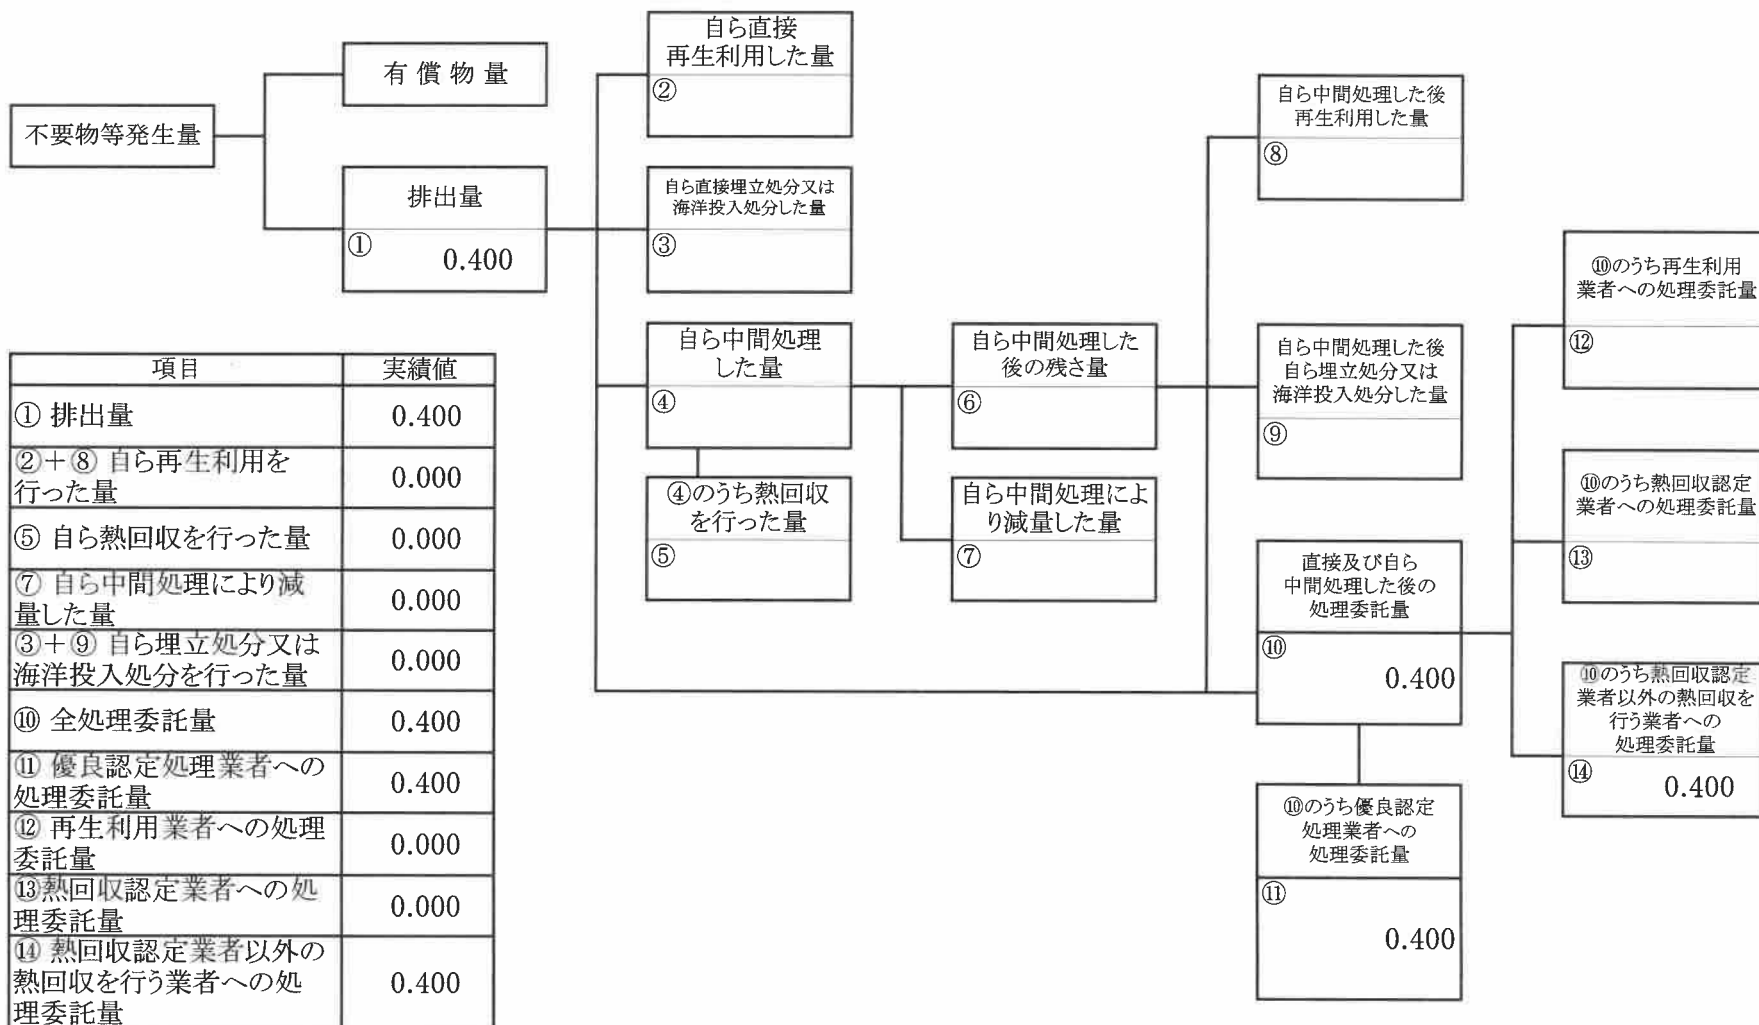 不要物等発生量
有償物量
排出量
①
0.400
自ら直接
再生利用した量
②
自ら直接埋立処分又は
海洋投入処分した量
③
自ら中間処理
した量
④
④のうち熱回収
を行った量
⑤
自ら中間処理した
後の残さ量
⑥
自ら中間処理によ
り減量した量
⑦
自ら中間処理した後
再生利用した量
⑧
自ら中間処理した後
自ら埋立処分又は
海洋投入処分した量
⑨
直接及び自ら
中間処理した後の
処理委託量
⑩
0.400
⑩のうち優良認定
処理業者への
処理委託量
⑪
0.400
⑩のうち再生利用
業者への処理委託量
⑫
⑩のうち熱回収認定
業者への処理委託量
⑬
⑩のうち熱回収認定
業者以外の熱回収を
行う業者への
処理委託量
⑭
0.400
項目 実績値
① 排出量 0.400
②+⑧ 自ら再生利用を
行った量 0.000
⑤ 自ら熱回収を行った量 0.000
⑦ 自ら中間処理により減
量した量 0.000
③+⑨ 自ら埋立処分又は
海洋投入処分を行った量 0.000
⑩ 全処理委託量 0.400
⑪ 優良認定処理業者への
処理委託量 0.400
⑫ 再生利用業者への処理
委託量 0.000
⑬熱回収認定業者への処
理委託量 0.000
⑭ 熱回収認定業者以外の
熱回収を行う業者への処
理委託量 0.400